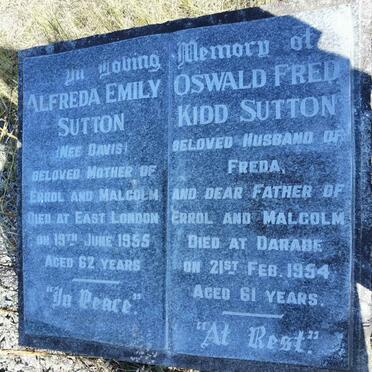 In Loving Memory of
ALFREDA EMILY
SUTTON
(NEE DAVIS)
BELOVED MOTHER OF
ERROL AND MALCOLM
DIED AT EAST LONDON
ON 19TH JUNE 1955
AGED 62 YEARS
"In Peace."
OSWALD FRED
KIDD SUTTON
BELOVED HUSBAND OF
FREDA,
AND DEAR FATHER OF
ERROL AND MALCOLM
DIED AT DARABE
ON 21ST FEB. 1954
AGED 61 YEARS.
"At Rest."